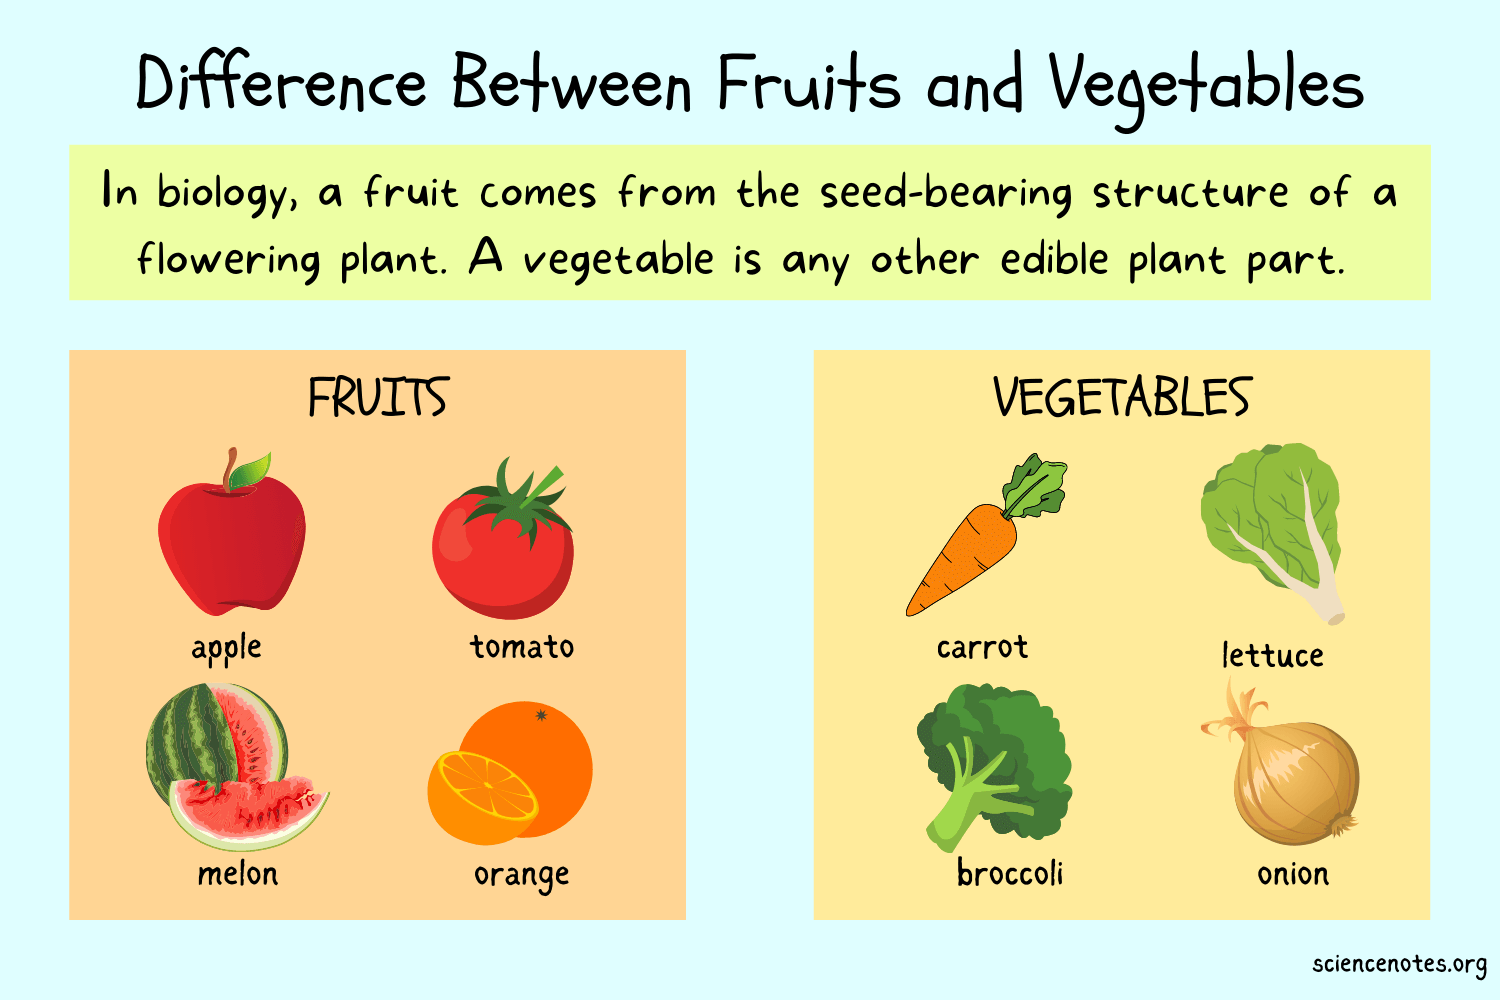 Difference Between Fruits and Vegetables
In biology, a fruit comes from the seed-bearing structure of a
flowering plant. A vegetable is any other edible plant part.
FRUITS
apple
tomato
melon
orange
VEGETABLES
carrot
lettuce
broccoli
onion
sciencenotes.org